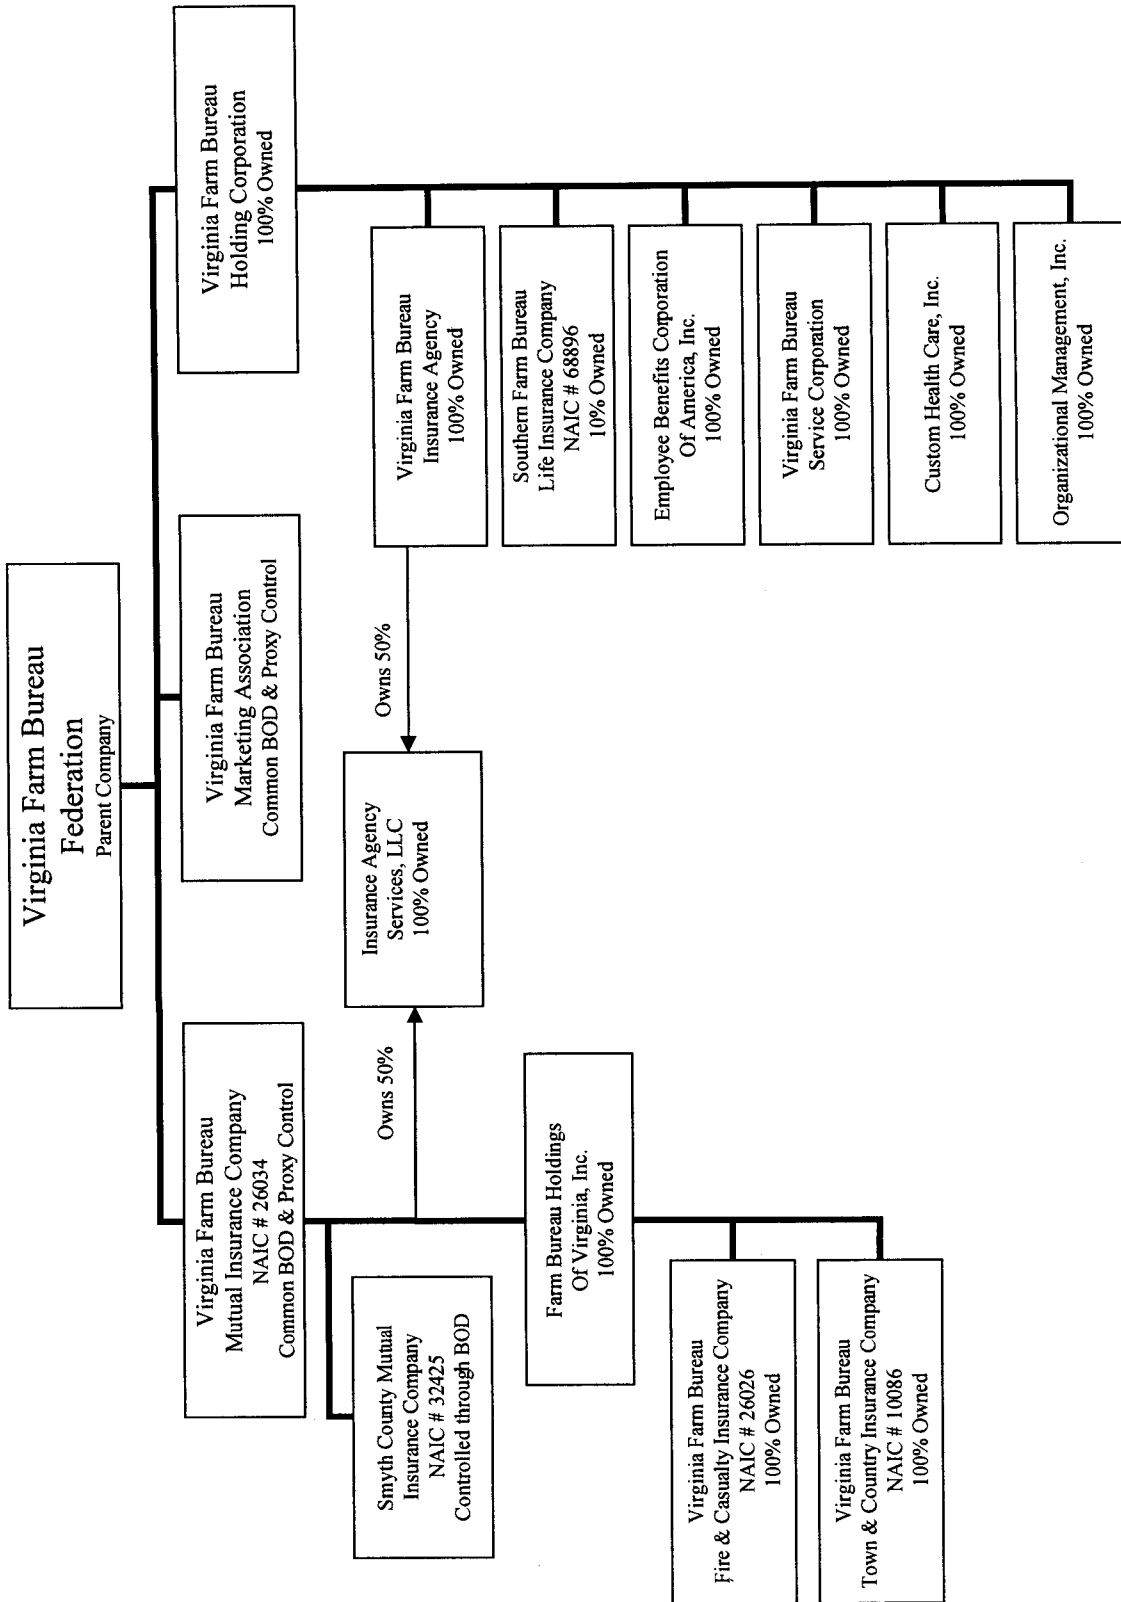 Virginia Farm Bureau
Federation
Parent Company
Virginia Farm Bureau
Mutual Insurance Company
NAIC # 26034
Common BOD & Proxy Control
Virginia Farm Bureau
Marketing Association
Common BOD & Proxy Control
Virginia Farm Bureau
Holding Corporation
100% Owned
Smyth County Mutual
Insurance Company
NAIC # 32425
Controlled through BOD
Owns 50%
Insurance Agency
Services, LLC
100% Owned
Owns 50%
Virginia Farm Bureau
Insurance Agency
100% Owned
Southern Farm Bureau
Life Insurance Company
NAIC # 68896
10% Owned
Farm Bureau Holdings
Of Virginia, Inc.
100% Owned
Employee Benefits Corporation
Of America, Inc.
100% Owned
Virginia Farm Bureau
Fire & Casualty Insurance Company
NAIC # 26026
100% Owned
Virginia Farm Bureau
Service Corporation
100% Owned
Virginia Farm Bureau
Town & Country Insurance Company
NAIC # 10086
100% Owned
Custom Health Care, Inc.
100% Owned
Organizational Management, Inc.
100% Owned